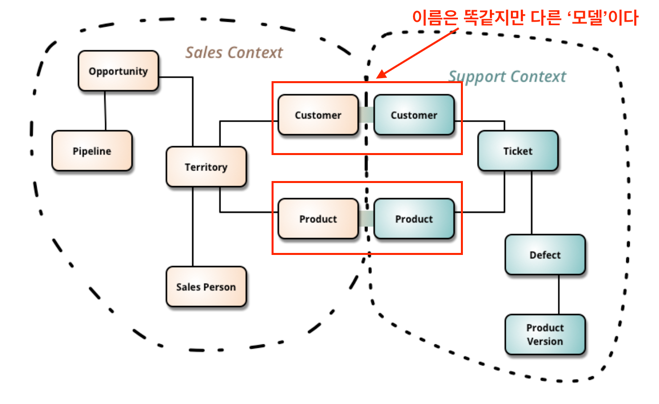 이름은 똑같지만 다른 ‘모델’이다
Sales Context
Support Context
Opportunity
Customer
Customer
Pipeline
Territory
Ticket
Product
Product
Defect
Sales Person
Product
Version